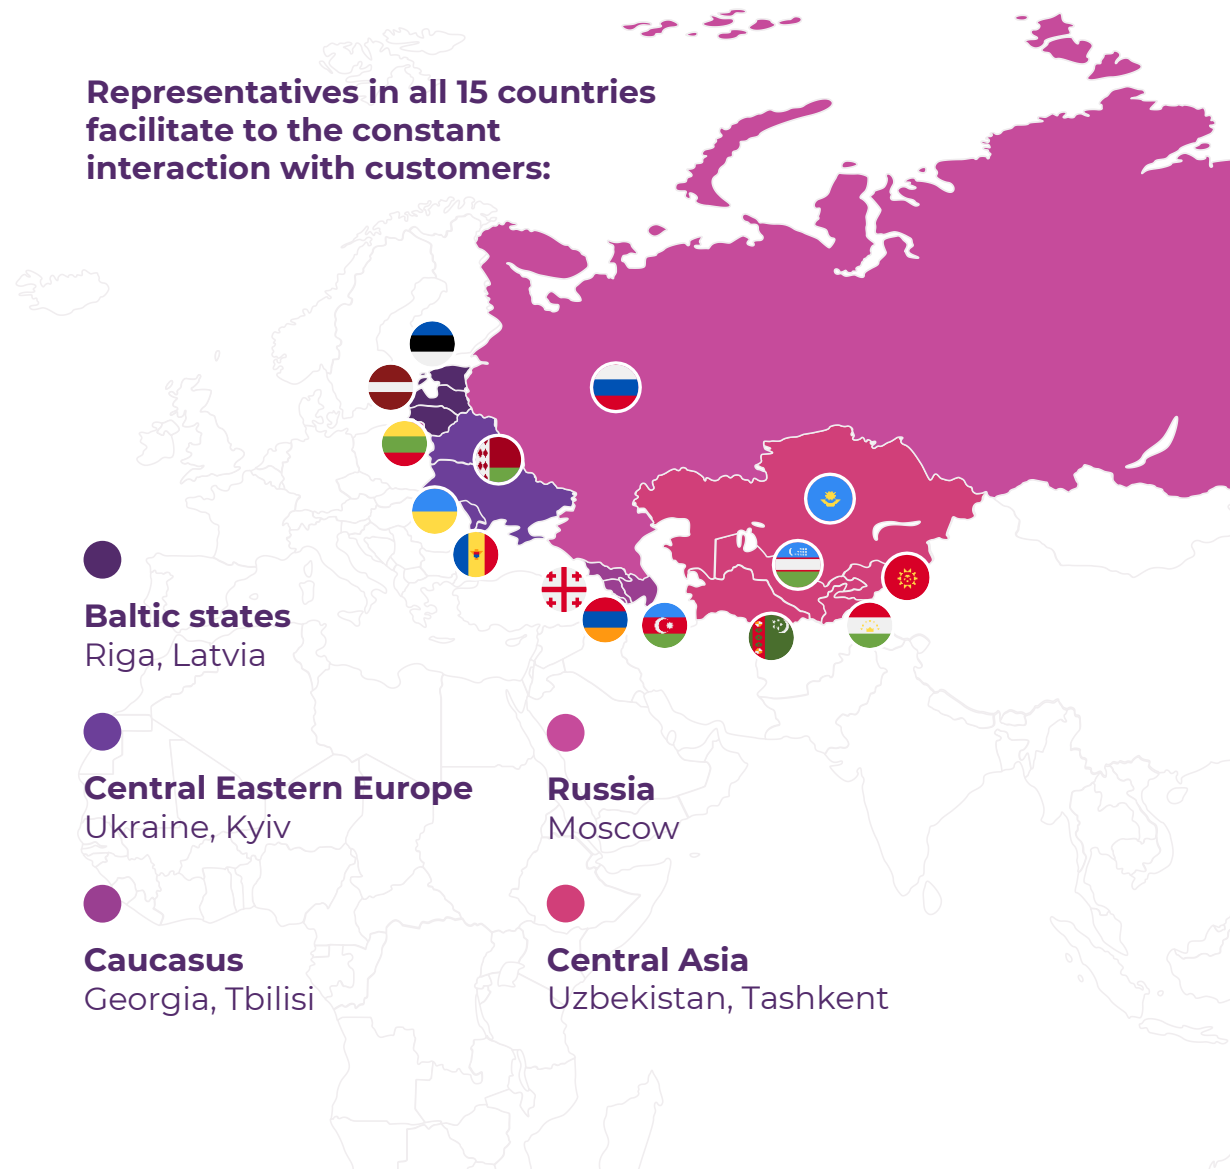 Representatives in all 15 countries
facilitate to the constant
interaction with customers:
Baltic states
Riga, Latvia
Central Eastern Europe
Ukraine, Kyiv
Caucasus
Georgia, Tbilisi
Russia
Moscow
Central Asia
Uzbekistan, Tashkent